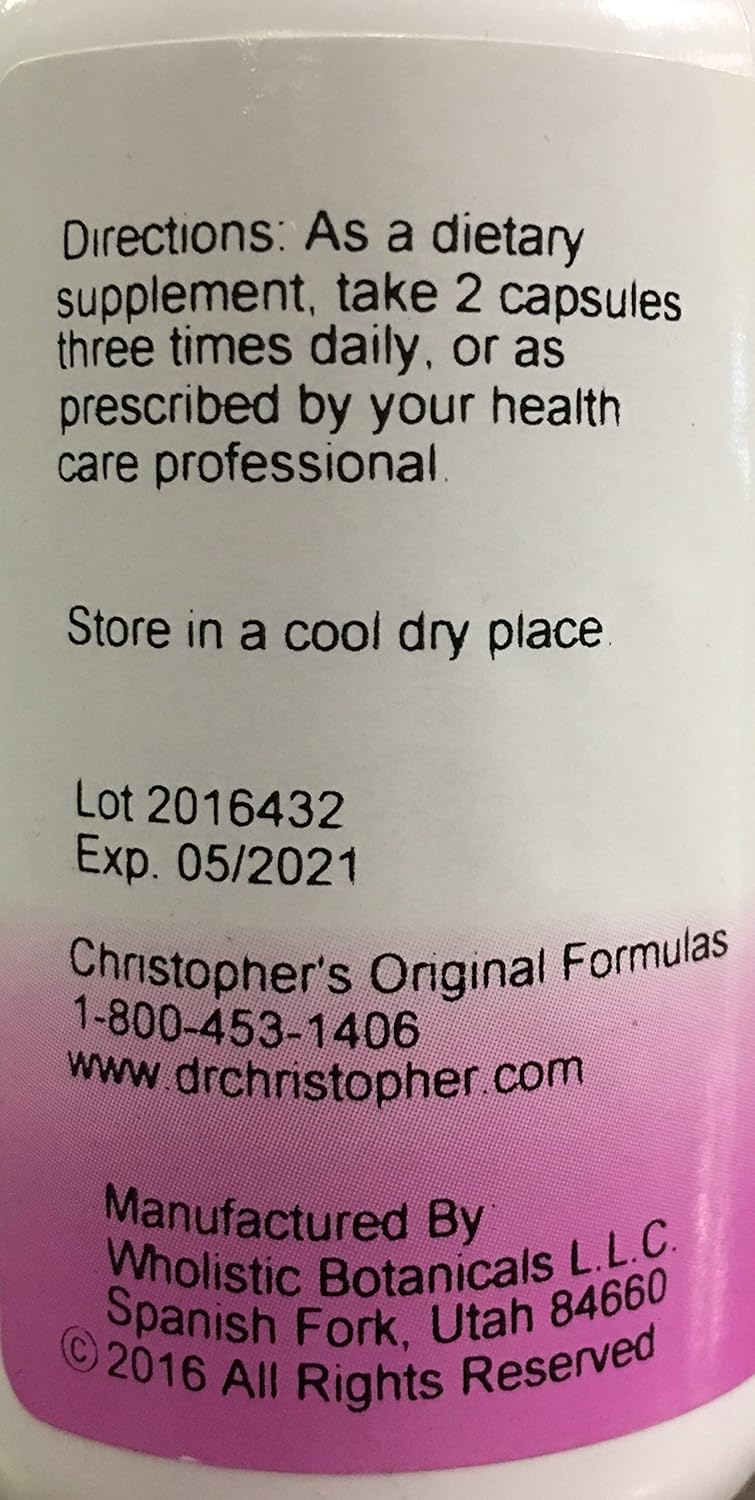 Directions: As a dietary
supplement, take 2 capsules
three times daily, or as
prescribed by your health
care professional.
Store in a cool dry place.
Lot 2016432
Exp. 05/2021
Christopher's Original Formulas
1-800-453-1406
www.drchristopher.com
Manufactured By
Wholistic Botanicals L.L.C.
Spanish Fork, Utah 84660
© 2016 All Rights Reserved